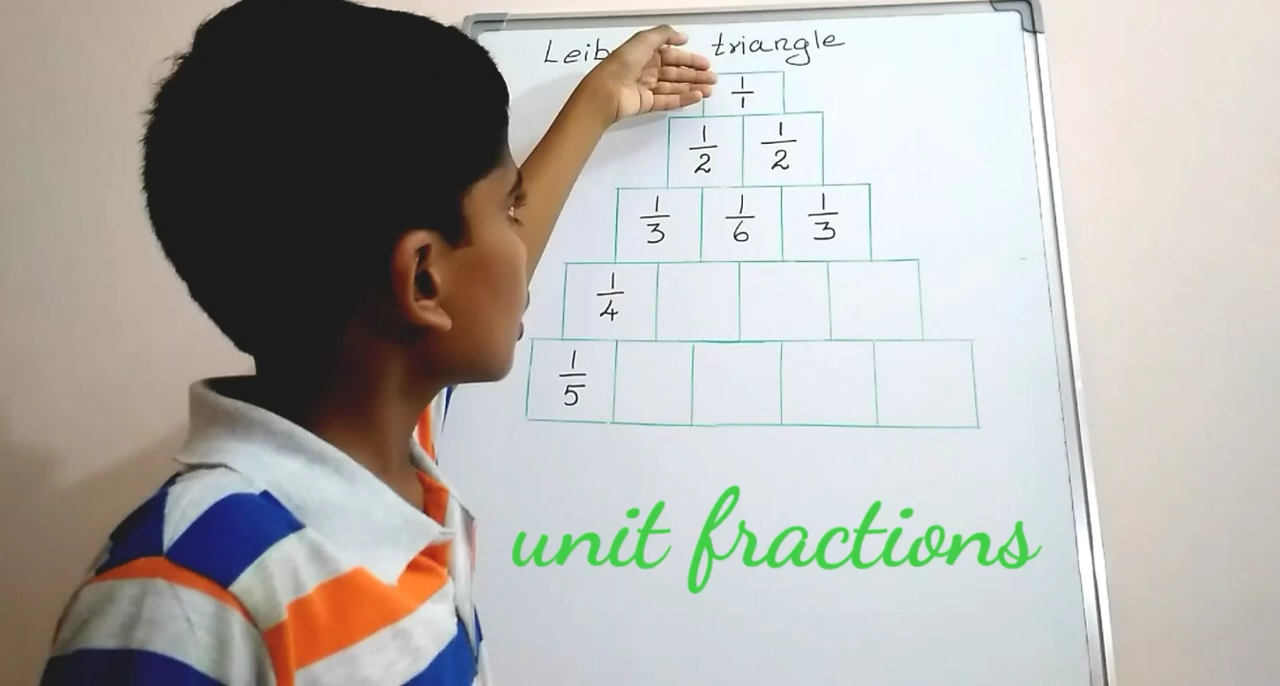 Leib triangle
1/1
1/2 1/2
1/3 1/6 1/3
1/4
1/5
unit fractions